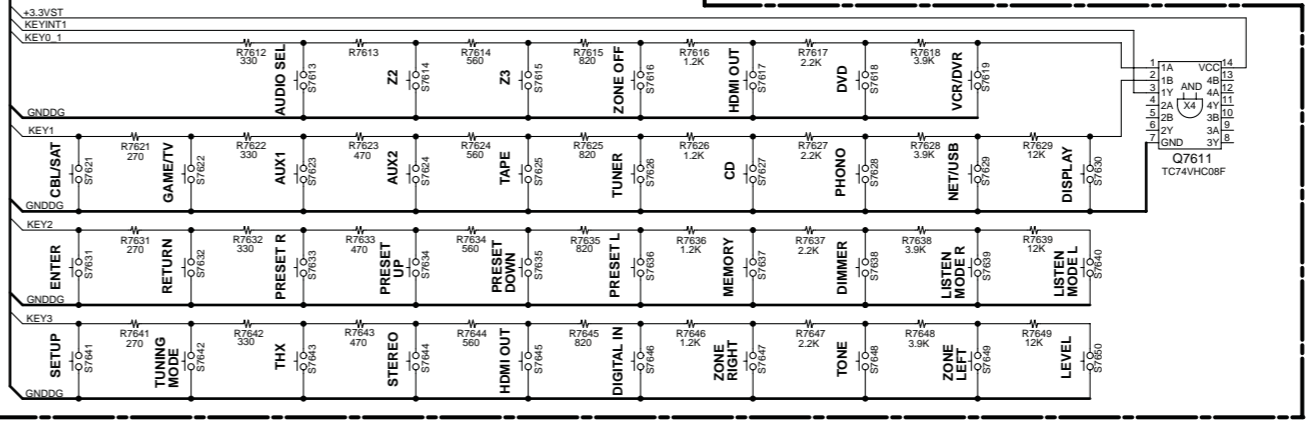 +3.3VST
KEYINT1
KEY0_1
R7612 R7613 R7614 R7615 R7616 R7617 R7618
330 560 820 1.2K 2.2K 3.9K
AUDIO SEL
S7613
Z2
S7614
Z3
S7615
ZONE OFF
S7616
HDMI OUT
S7617
DVD
S7618
VCR/DVR
S7619
GNDDG
1 1A VCC 14
2 1B 4B 13
3 1Y AND 4A 12
4 2A X4 4Y 11
5 2B 3B 10
6 2Y 3A 9
7 GND 3Y 8
Q7611
TC74VHC08F
KEY1
R7621 R7622 R7623 R7624 R7625 R7626 R7627 R7628 R7629
270 330 470 560 820 1.2K 2.2K 3.9K 12K
CBL/SAT
S7621
GAME/TV
S7622
AUX1
S7623
AUX2
S7624
TAPE
S7625
TUNER
S7626
CD
S7627
PHONO
S7628
NET/USB
S7629
DISPLAY
S7630
GNDDG
KEY2
R7631 R7632 R7633 R7634 R7635 R7636 R7637 R7638 R7639
270 330 470 560 820 1.2K 2.2K 3.9K 12K
ENTER
S7631
RETURN
S7632
PRESET R
S7633
PRESET
UP
S7634
PRESET
DOWN
S7635
PRESET L
S7636
MEMORY
S7637
DIMMER
S7638
LISTEN
MODE R
S7639
LISTEN
MODE L
S7640
GNDDG
KEY3
R7641 R7642 R7643 R7644 R7645 R7646 R7647 R7648 R7649
270 330 470 560 820 1.2K 2.2K 3.9K 12K
SETUP
S7641
TUNING
MODE
S7642
THX
S7643
STEREO
S7644
HDMI OUT
S7645
DIGITAL IN
S7646
ZONE
RIGHT
S7647
TONE
S7648
ZONE
LEFT
S7649
LEVEL
S7650
GNDDG